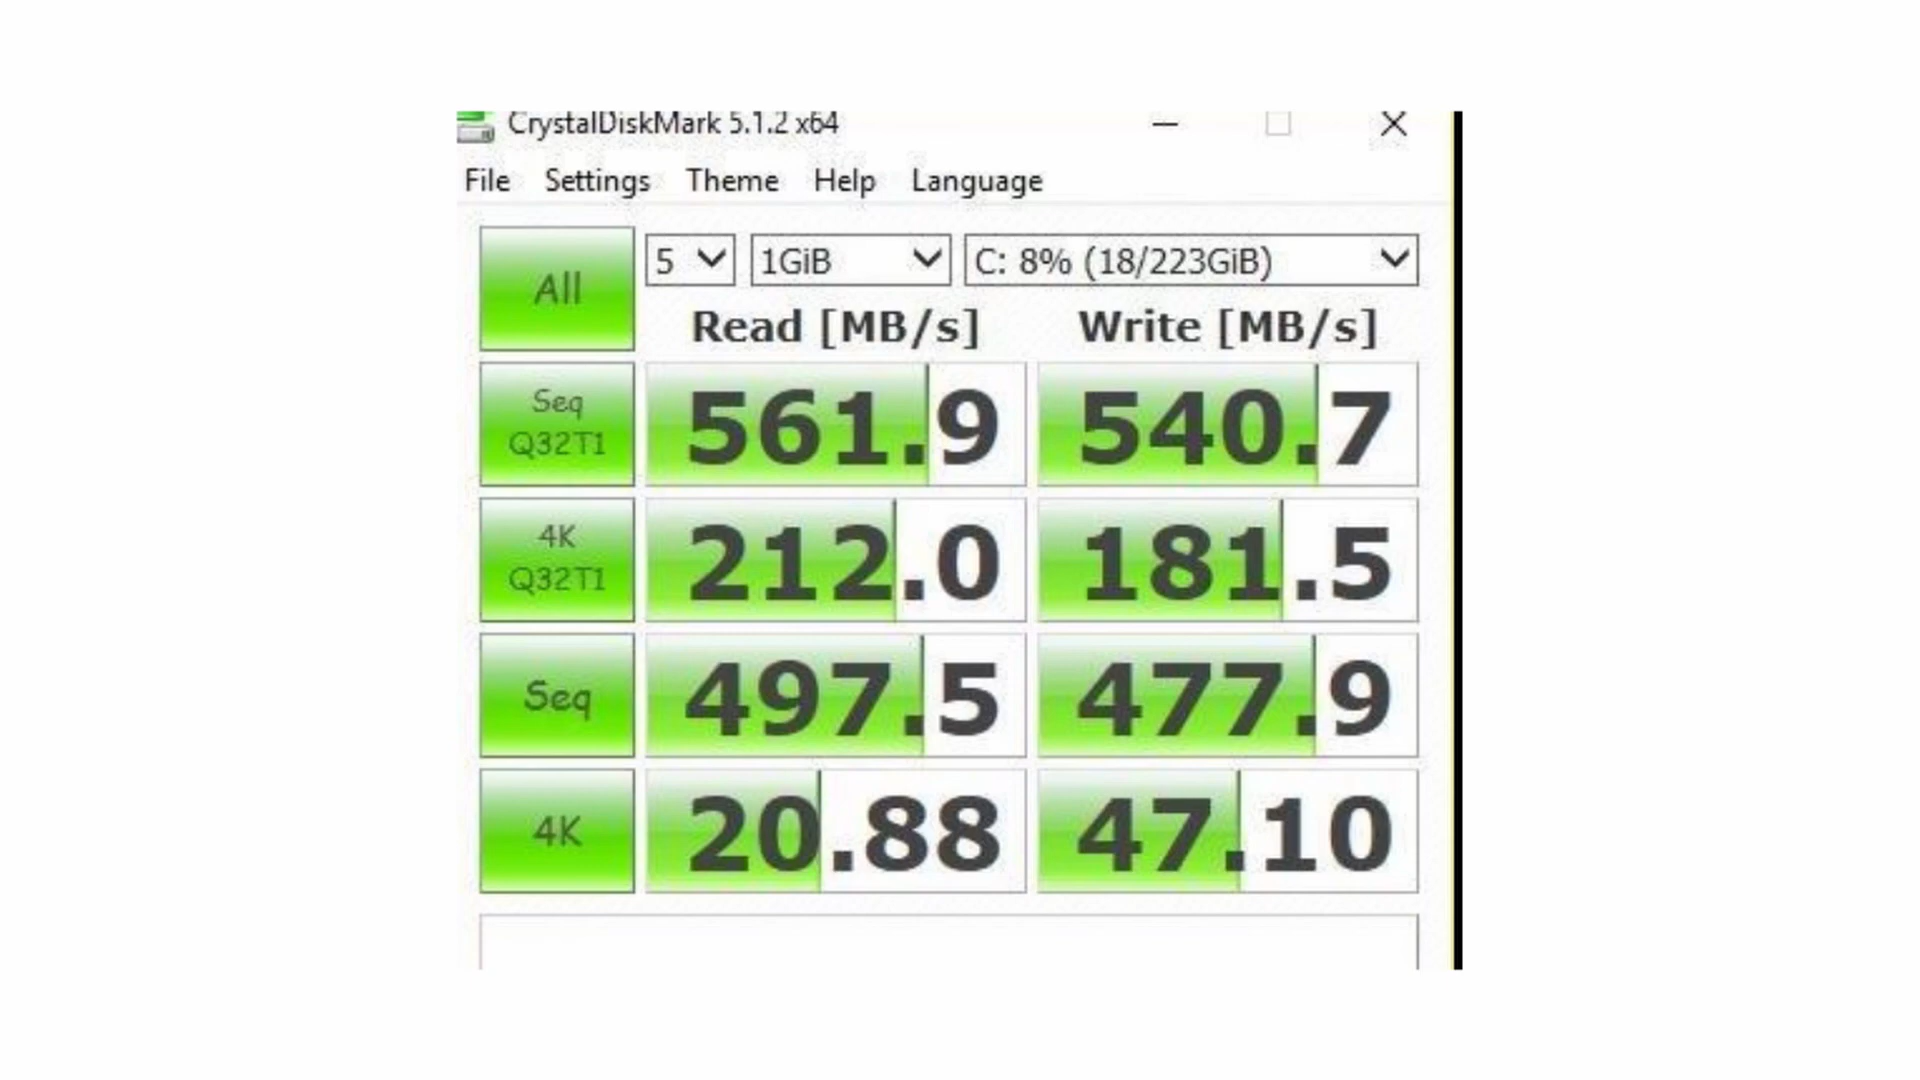 CrystalDiskMark 5.1.2 x64
File Settings Theme Help Language
All 5 1GiB C: 8% (18/223GiB)
Read [MB/s] Write [MB/s]
Seq Q32T1 561.9 540.7
4K Q32T1 212.0 181.5
Seq 497.5 477.9
4K 20.88 47.10